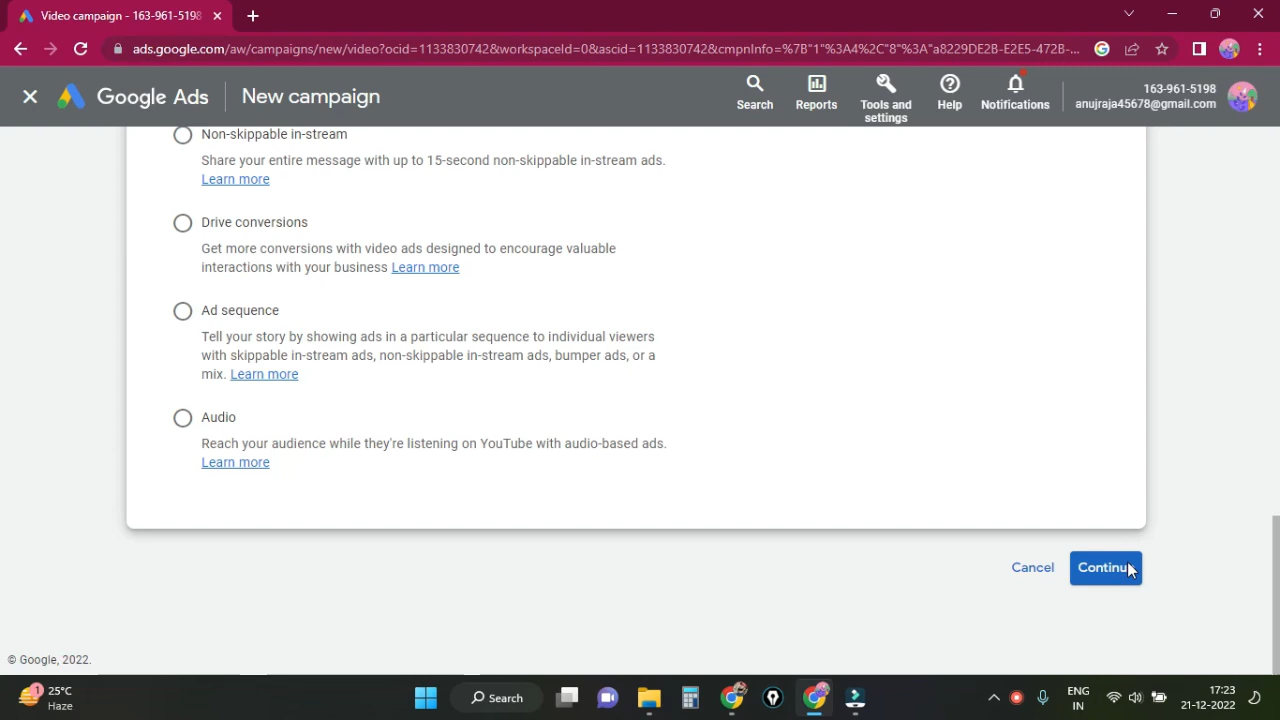 Video campaign - 163-961-5198
ads.google.com/aw/campaigns/new/video?ocid=1133830742&workspaceId=0&ascid=1133830742&cmpnInfo=%7B"1"%3A4%2C"8"%3A"a8229DE2B-E2E5-472B-...
Google Ads
New campaign
Search
Reports
Tools and
settings
Help
Notifications
163-961-5198
anujraja45678@gmail.com
Non-skippable in-stream
Share your entire message with up to 15-second non-skippable in-stream ads.
Learn more
Drive conversions
Get more conversions with video ads designed to encourage valuable
interactions with your business Learn more
Ad sequence
Tell your story by showing ads in a particular sequence to individual viewers
with skippable in-stream ads, non-skippable in-stream ads, bumper ads, or a
mix. Learn more
Audio
Reach your audience while they're listening on YouTube with audio-based ads.
Learn more
Cancel
Continue
© Google, 2022.
1
25°C
Haze
Search
ENG
IN
17:23
21-12-2022